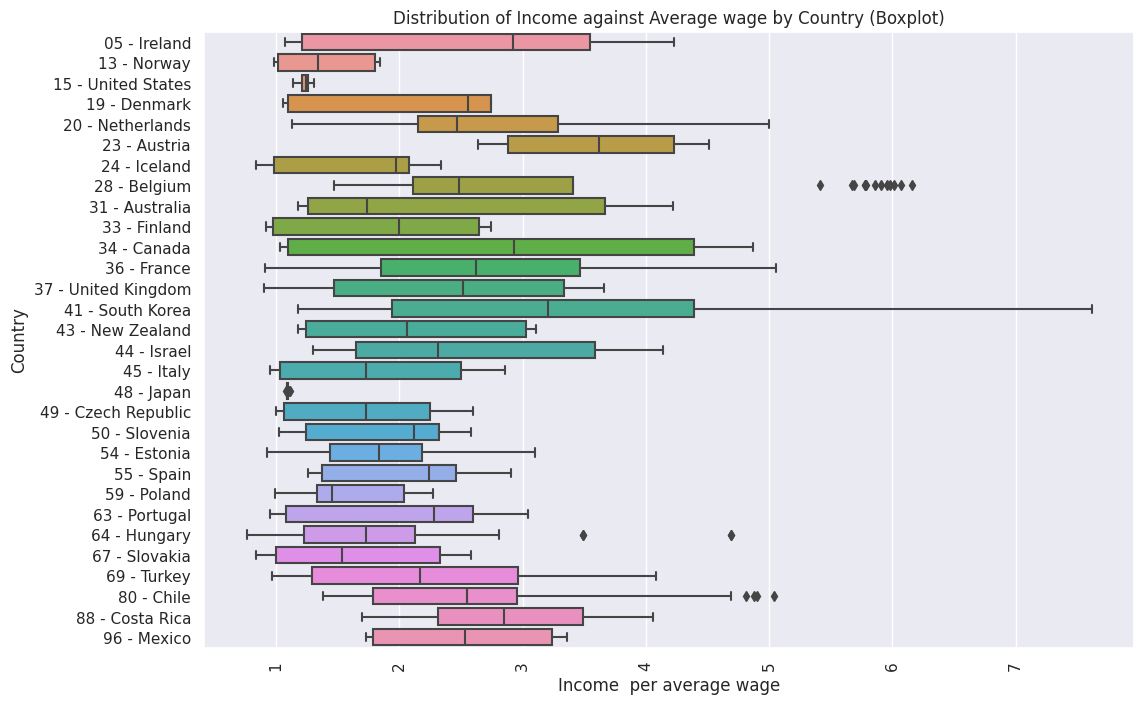 Distribution of Income against Average wage by Country (Boxplot)
Country
05 - Ireland
13 - Norway
15 - United States
19 - Denmark
20 - Netherlands
23 - Austria
24 - Iceland
28 - Belgium
31 - Australia
33 - Finland
34 - Canada
36 - France
37 - United Kingdom
41 - South Korea
43 - New Zealand
44 - Israel
45 - Italy
48 - Japan
49 - Czech Republic
50 - Slovenia
54 - Estonia
55 - Spain
59 - Poland
63 - Portugal
64 - Hungary
67 - Slovakia
69 - Turkey
80 - Chile
88 - Costa Rica
96 - Mexico
1 2 3 4 5 6 7
Income  per average wage